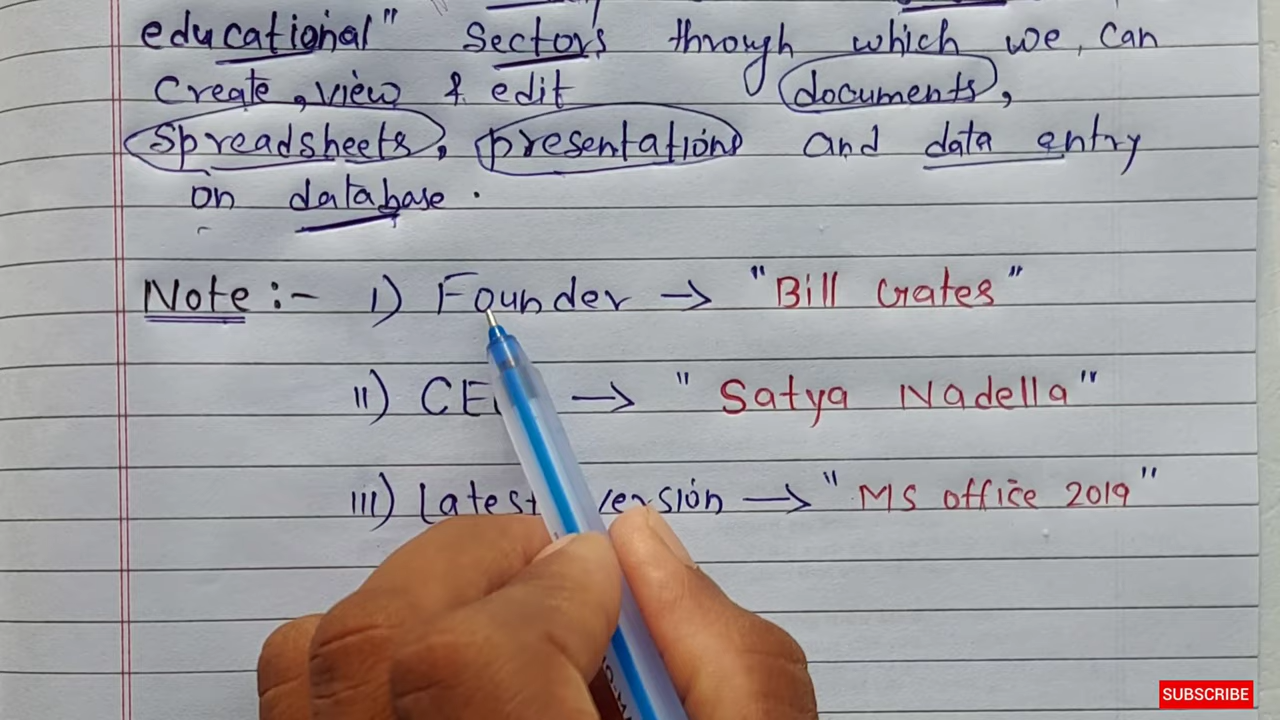 educational" Sectors through which we can
Create, view & edit documents,
Spreadsheets, presentations and data entry
on database.
Note :- i) Founder → "Bill Gates"
ii) → "Satya Nadella"
iii) Latest → "MS office 2019"
SUBSCRIBE